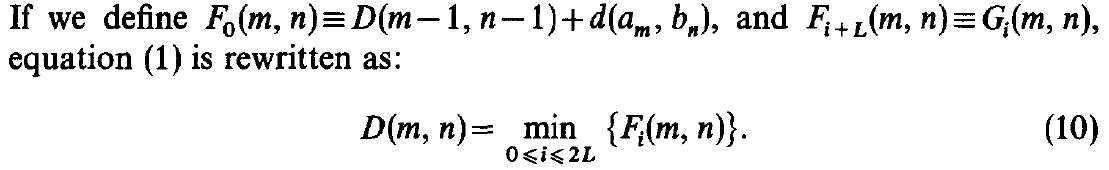 If we define F₀(m, n)≡D(m−1, n−1)+d(aₘ, bₙ), and Fᵢ₊L(m, n)≡Gᵢ(m, n),
equation (1) is rewritten as:
D(m, n)= min {Fᵢ(m, n)}. (10)
0⩽i⩽2L